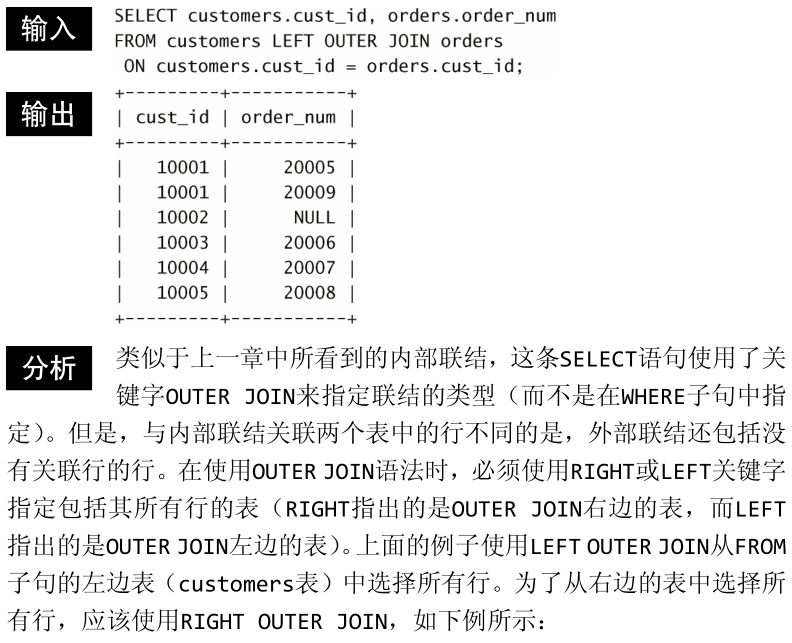 输入
SELECT customers.cust_id, orders.order_num
FROM customers LEFT OUTER JOIN orders
ON customers.cust_id = orders.cust_id;
输出
+---------+-----------+
| cust_id | order_num |
+---------+-----------+
|   10001 |     20005 |
|   10001 |     20009 |
|   10002 |      NULL |
|   10003 |     20006 |
|   10004 |     20007 |
|   10005 |     20008 |
+---------+-----------+
分析
类似于上一章中所看到的内部联结，这条SELECT语句使用了关
键字OUTER JOIN来指定联结的类型（而不是在WHERE子句中指
定）。但是，与内部联结关联两个表中的行不同的是，外部联结还包括没
有关联行的行。在使用OUTER JOIN语法时，必须使用RIGHT或LEFT关键字
指定包括其所有行的表（RIGHT指出的是OUTER JOIN右边的表，而LEFT
指出的是OUTER JOIN左边的表）。上面的例子使用LEFT OUTER JOIN从FROM
子句的左边表（customers表）中选择所有行。为了从右边的表中选择所
有行，应该使用RIGHT OUTER JOIN，如下例所示：